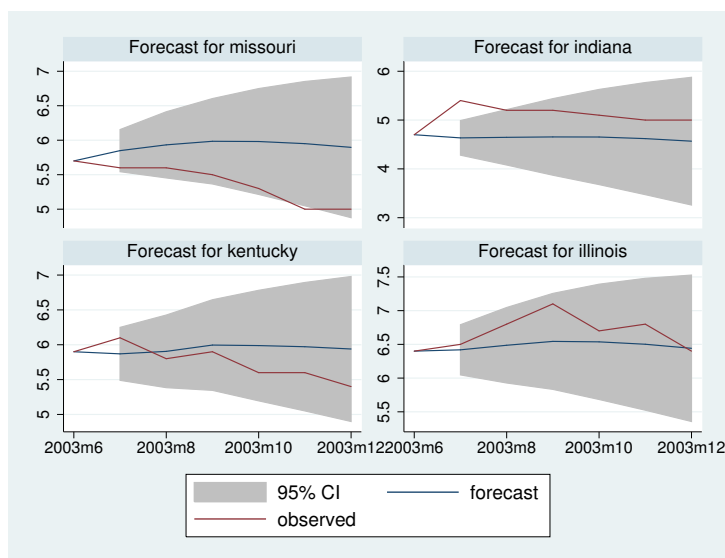 Forecast for missouri
7
6.5
6
5.5
5
Forecast for indiana
6
5
4
3
Forecast for kentucky
7
6.5
6
5.5
5
2003m6 2003m8 2003m10 2003m12
Forecast for illinois
7.5
7
6.5
6
5.5
2003m6 2003m8 2003m10 2003m12
95% CI
forecast
observed